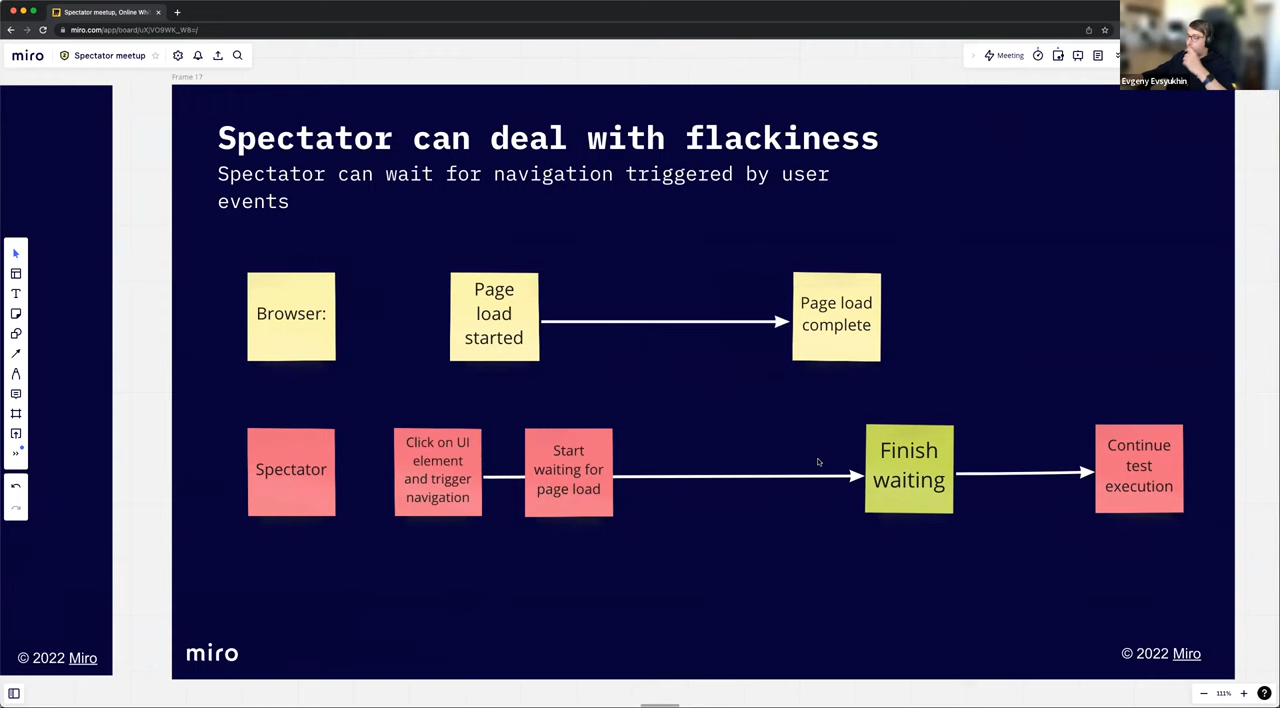 Spectator meetup, Online Whi
miro.com/app/board/uXjVO9WK_W8=/
miro
Spectator meetup
Meeting
Evgeny Evsyukhin
Frame 17
Spectator can deal with flackiness
Spectator can wait for navigation triggered by user
events
Browser:
Page
load
started
Page load
complete
Spectator
Click on UI
element
and trigger
navigation
Start
waiting for
page load
Finish
waiting
Continue
test
execution
© 2022 Miro
miro
© 2022 Miro
111%